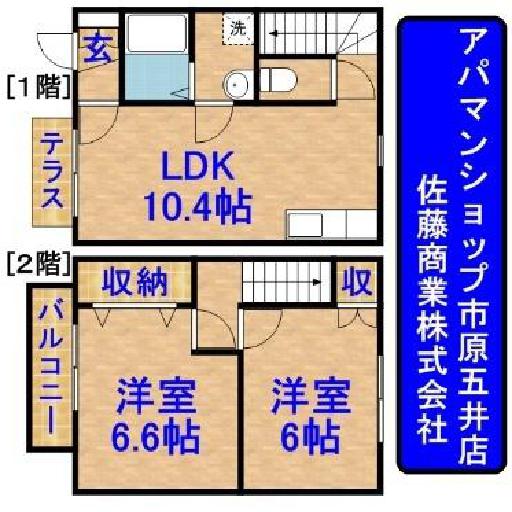 玄
洗
[1階]
テラス
LDK
10.4帖
[2階]
収納
収
バルコニー
洋室
6.6帖
洋室
6帖
アパマンショップ市原五井店
佐藤商業株式会社